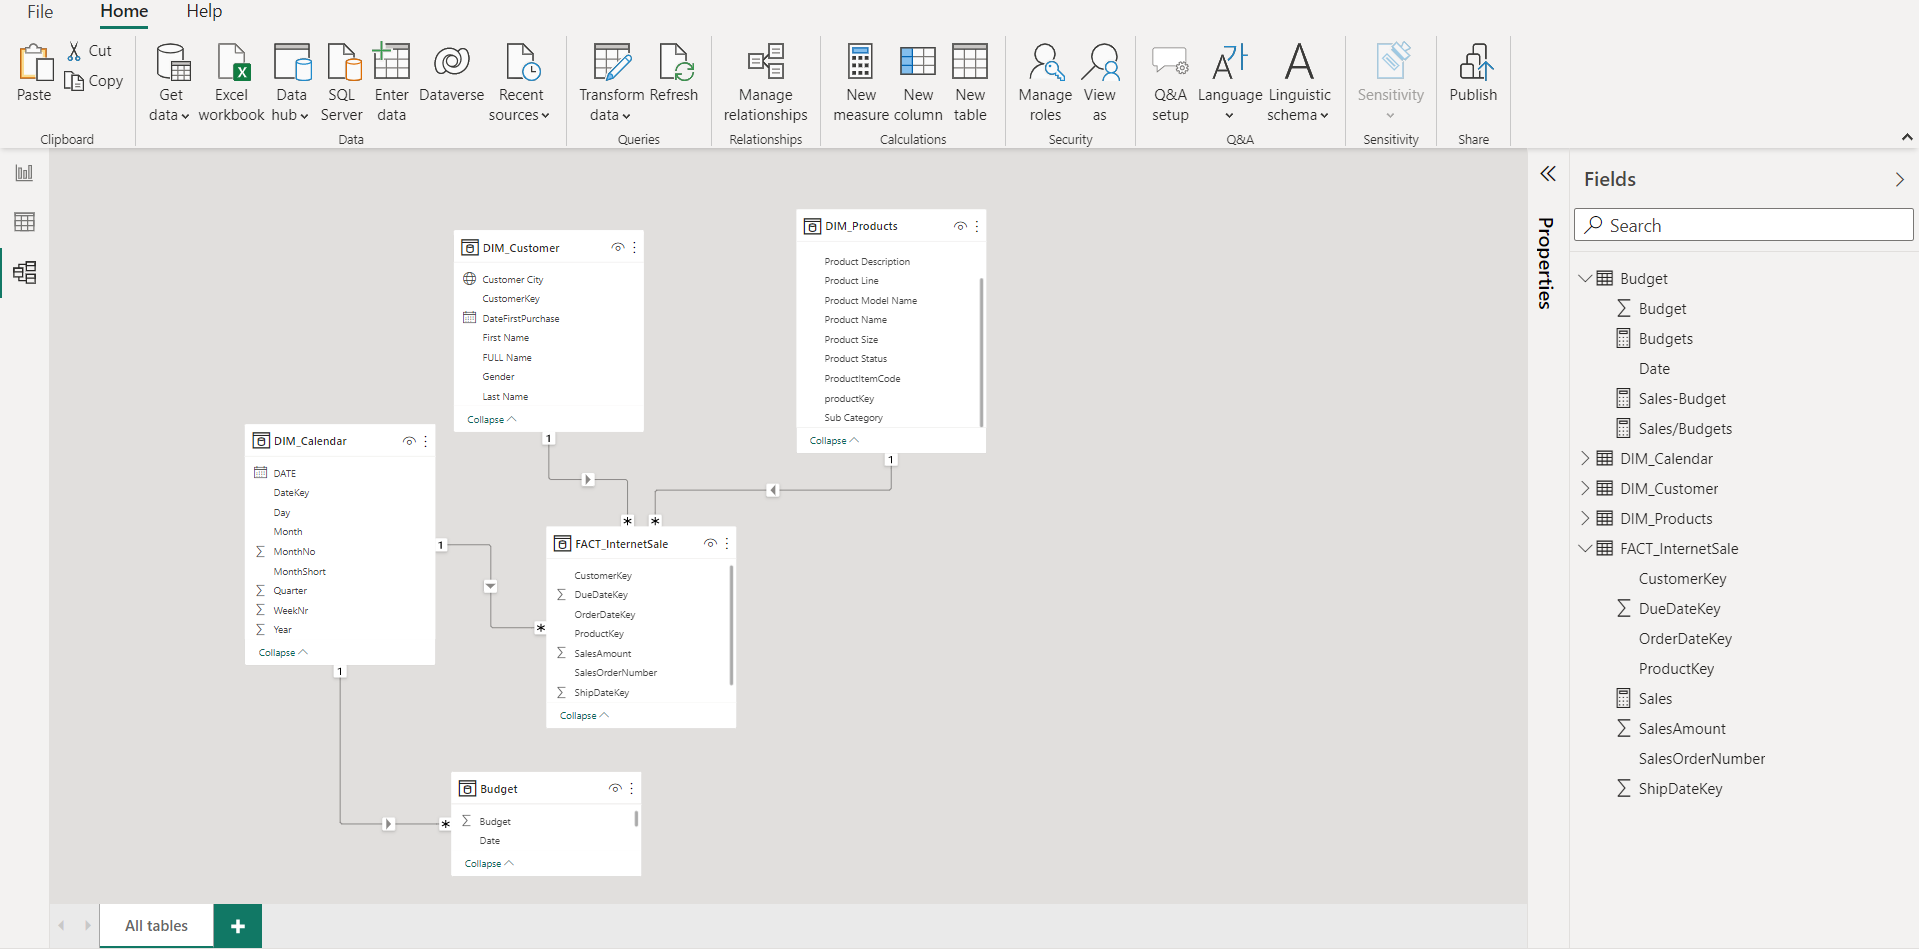 File Home Help
Cut
Copy
Paste
Clipboard
Get data
Excel workbook
Data hub
SQL Server
Enter data
Dataverse
Recent sources
Data
Transform data
Refresh
Queries
Manage relationships
Relationships
New measure
New column
New table
Calculations
Manage roles
View as
Security
Q&A setup
Language
Linguistic schema
Q&A
Sensitivity
Sensitivity
Publish
Share
DIM_Customer
Customer City
CustomerKey
DateFirstPurchase
First Name
FULL Name
Gender
Last Name
Collapse
1
*
DIM_Products
Product Description
Product Line
Product Model Name
Product Name
Product Size
Product Status
ProductItemCode
productKey
Sub Category
Collapse
1
*
DIM_Calendar
DATE
DateKey
Day
Month
MonthNo
MonthShort
Quarter
WeekNr
Year
Collapse
1
*
1
*
FACT_InternetSale
CustomerKey
DueDateKey
OrderDateKey
ProductKey
SalesAmount
SalesOrderNumber
ShipDateKey
Collapse
Budget
Budget
Date
Collapse
All tables
Properties
Fields
Search
Budget
Budget
Budgets
Date
Sales-Budget
Sales/Budgets
DIM_Calendar
DIM_Customer
DIM_Products
FACT_InternetSale
CustomerKey
DueDateKey
OrderDateKey
ProductKey
Sales
SalesAmount
SalesOrderNumber
ShipDateKey